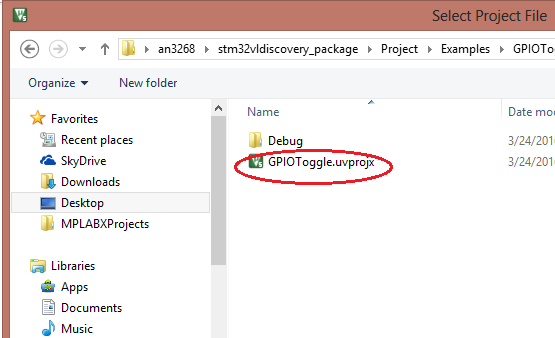 Select Project File
an3268 ▸ stm32vldiscovery_package ▸ Project ▸ Examples ▸ GPIOTo
Organize New folder
Name Date mo
Favorites
Recent places
SkyDrive
Downloads
Desktop
MPLABXProjects
Libraries
Apps
Documents
Music
Debug 3/24/201
GPIOToggle.uvprojx 3/24/201